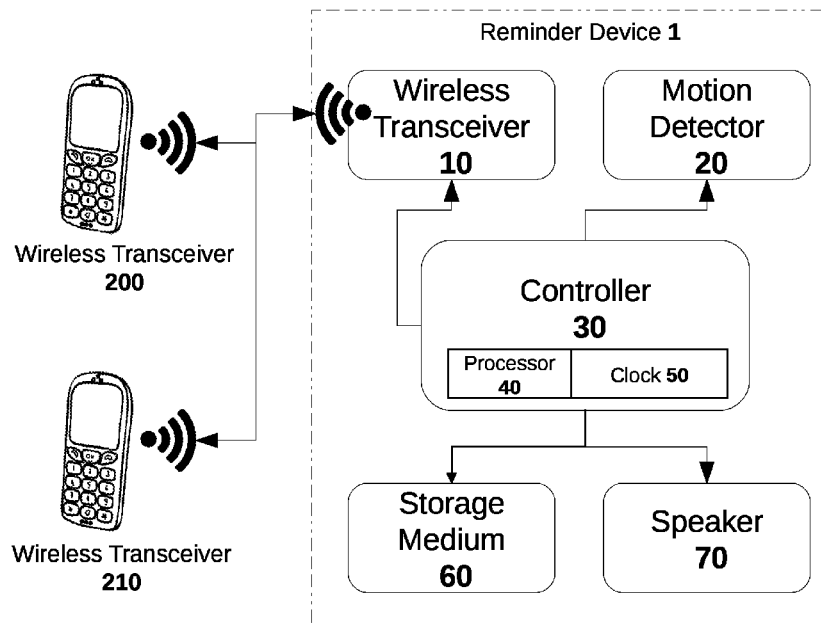 Reminder Device 1
Wireless
Transceiver
10
Motion
Detector
20
Wireless Transceiver
200
Controller
30
Processor
40
Clock 50
Wireless Transceiver
210
Storage
Medium
60
Speaker
70